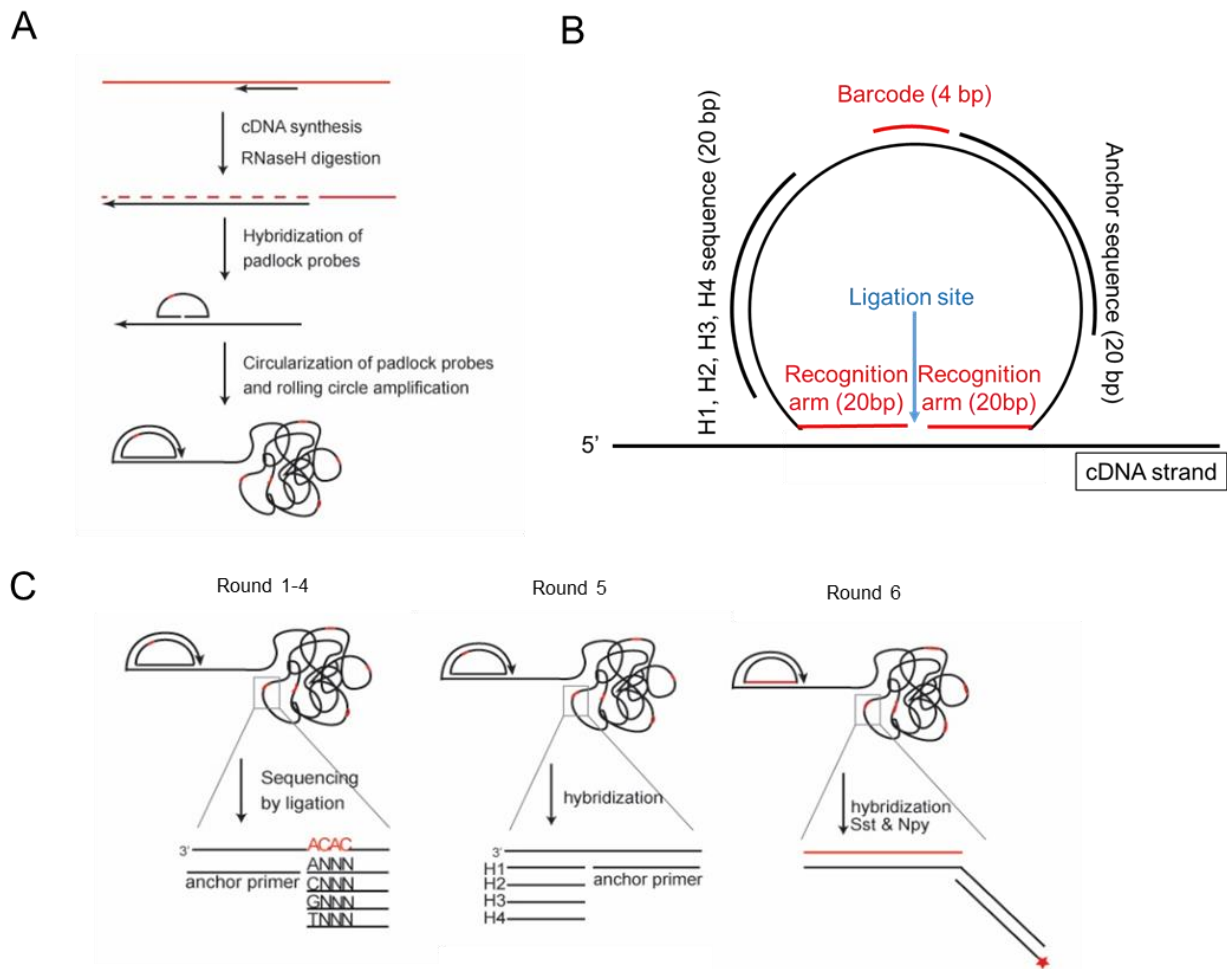 A
cDNA synthesis
RNaseH digestion
Hybridization of
padlock probes
Circularization of padlock probes
and rolling circle amplification
B
Barcode (4 bp)
H1, H2, H3, H4 sequence (20 bp)
Anchor sequence (20 bp)
Ligation site
Recognition
arm (20bp)
Recognition
arm (20bp)
5’
cDNA strand
C
Round 1-4
Sequencing
by ligation
3'
ACAC
anchor primer
ANNN
CNNN
GNNN
TNNN
Round 5
hybridization
3'
H1
anchor primer
H2
H3
H4
Round 6
hybridization
Sst & Npy